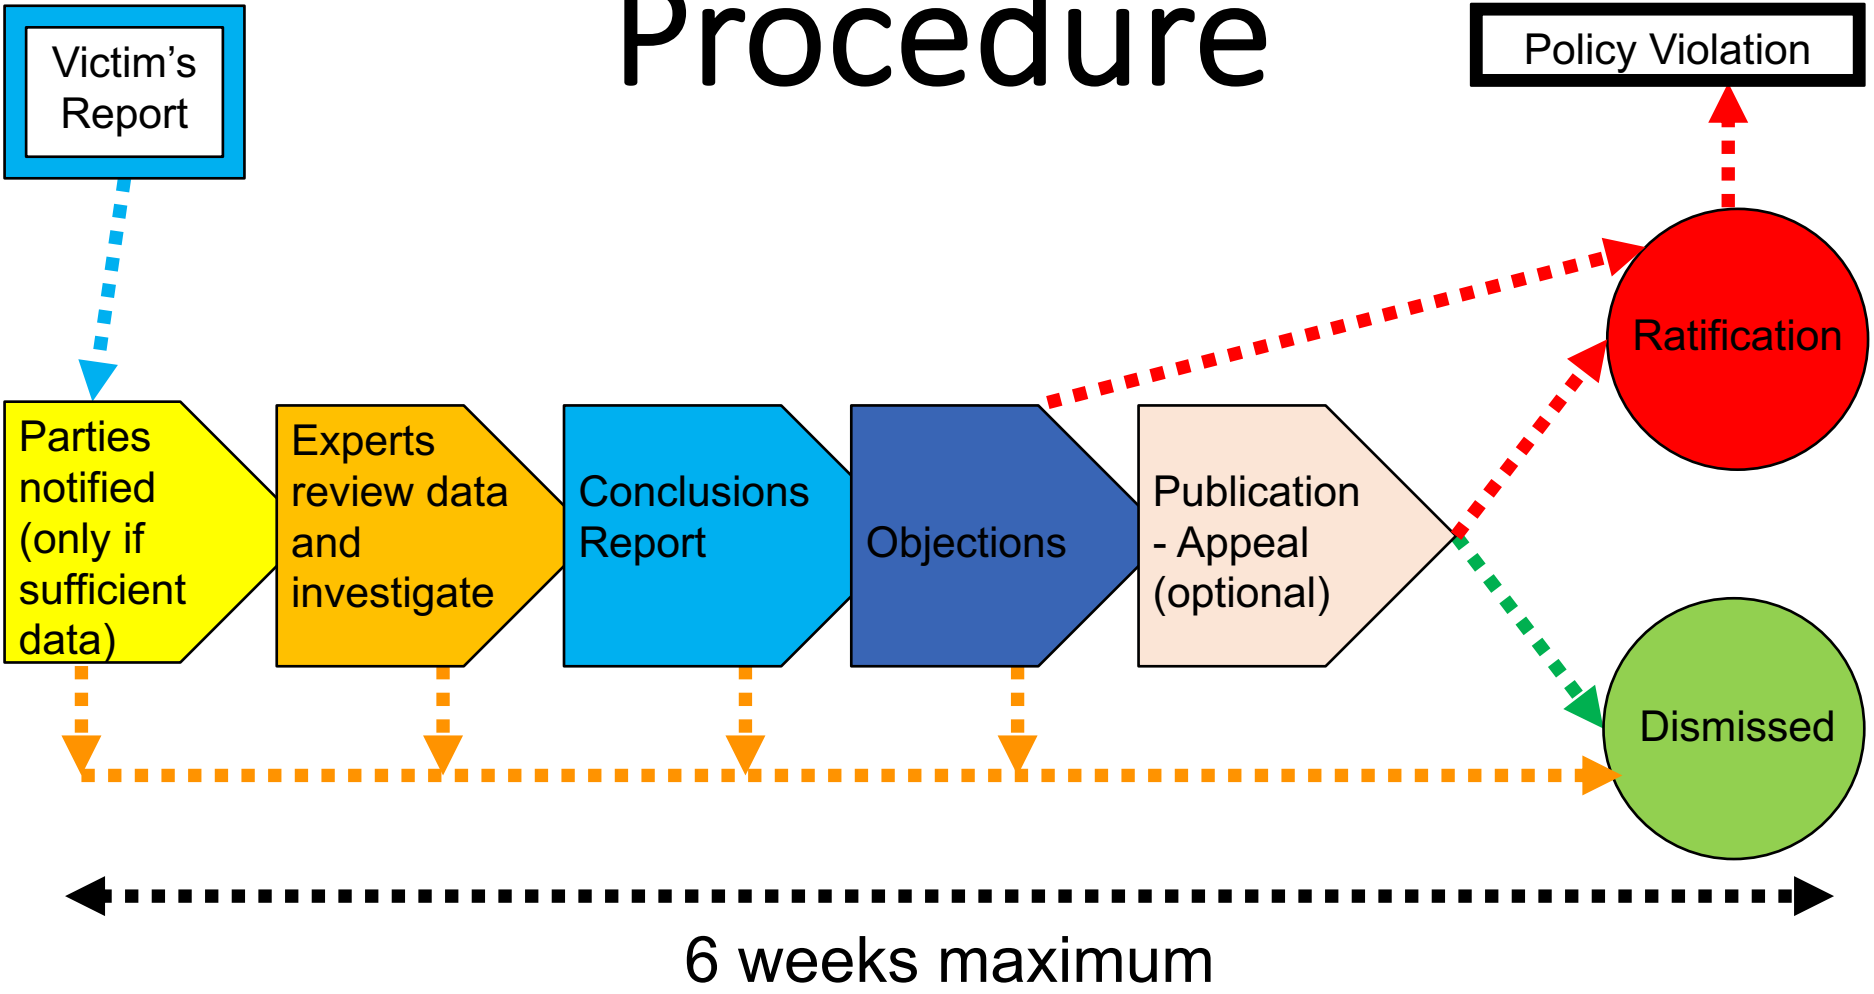 Procedure
Victim's
Report
Policy Violation
Parties
notified
(only if
sufficient
data)
Experts
review data
and
investigate
Conclusions
Report
Objections
Publication
- Appeal
(optional)
Ratification
Dismissed
6 weeks maximum